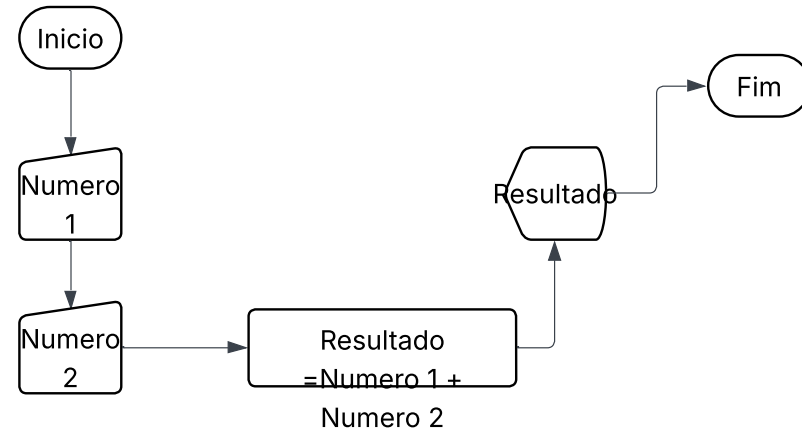 Inicio
Numero
1
Numero
2
Resultado
=Numero 1 +
Numero 2
Resultado
Fim